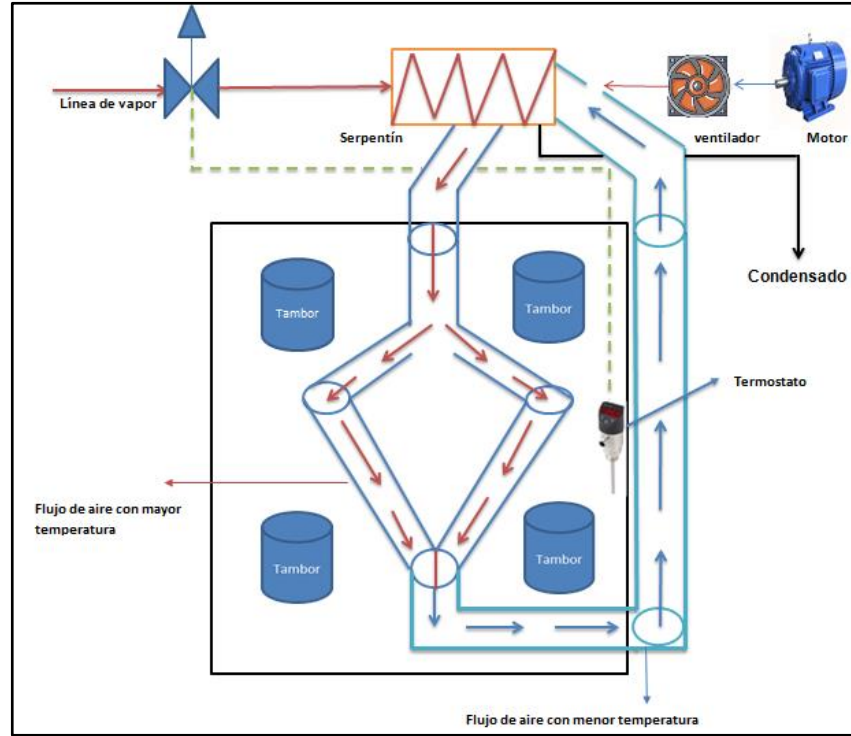 Línea de vapor
Serpentín
ventilador
Motor
Condensado
Tambor
Tambor
Termostato
Flujo de aire con mayor
temperatura
Tambor
Tambor
Flujo de aire con menor temperatura